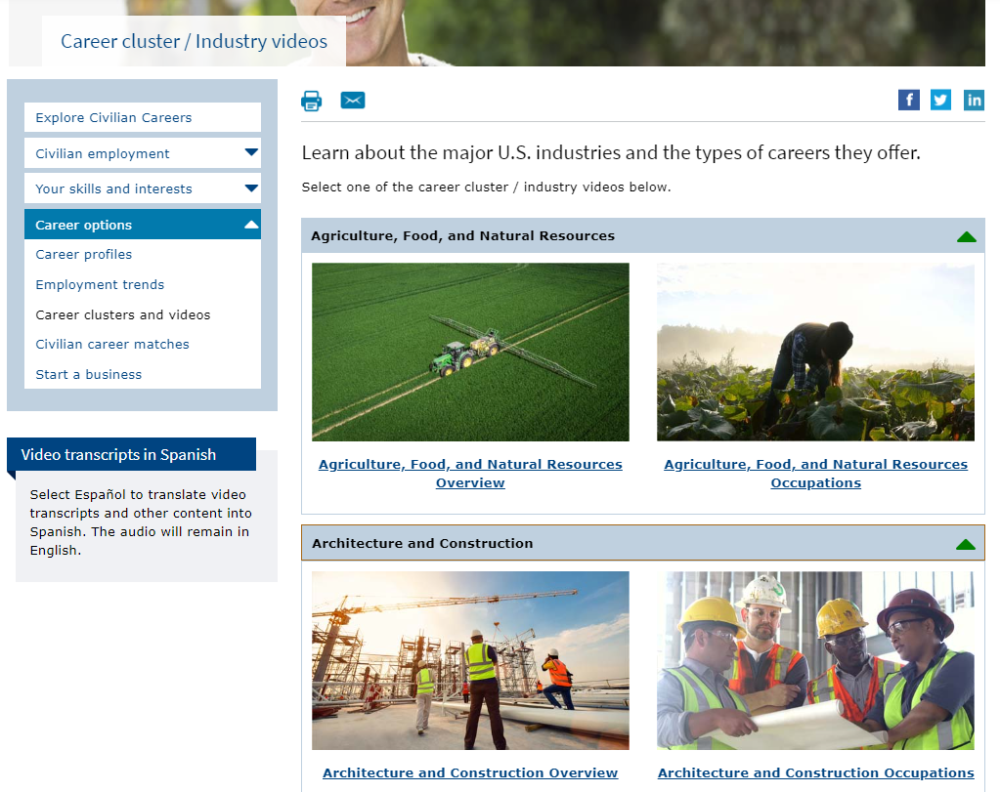 Career cluster / Industry videos
Explore Civilian Careers
Civilian employment
Your skills and interests
Career options
Career profiles
Employment trends
Career clusters and videos
Civilian career matches
Start a business
Video transcripts in Spanish
Select Español to translate video
transcripts and other content into
Spanish. The audio will remain in
English.
f
in
Learn about the major U.S. industries and the types of careers they offer.
Select one of the career cluster / industry videos below.
Agriculture, Food, and Natural Resources
Agriculture, Food, and Natural Resources
Overview
Agriculture, Food, and Natural Resources
Occupations
Architecture and Construction
Architecture and Construction Overview
Architecture and Construction Occupations